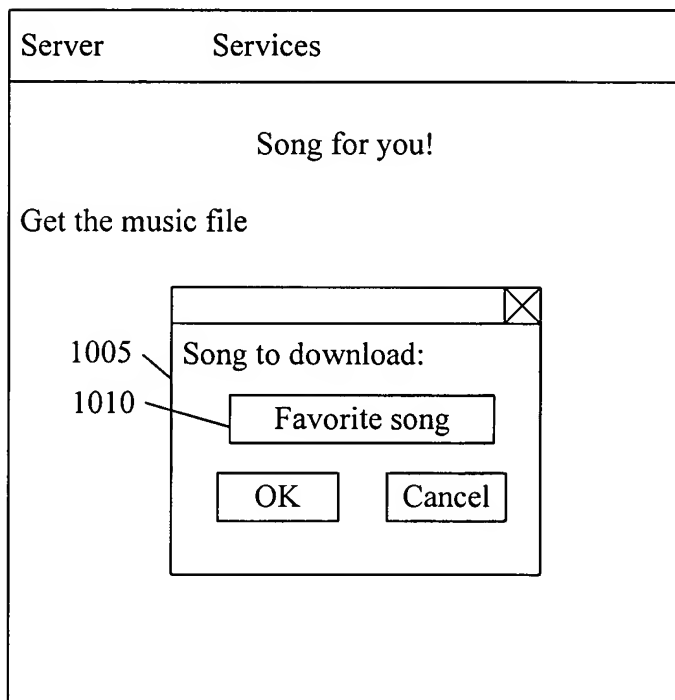 Server Services
Song for you!
Get the music file
1005 Song to download:
1010 Favorite song
OK Cancel